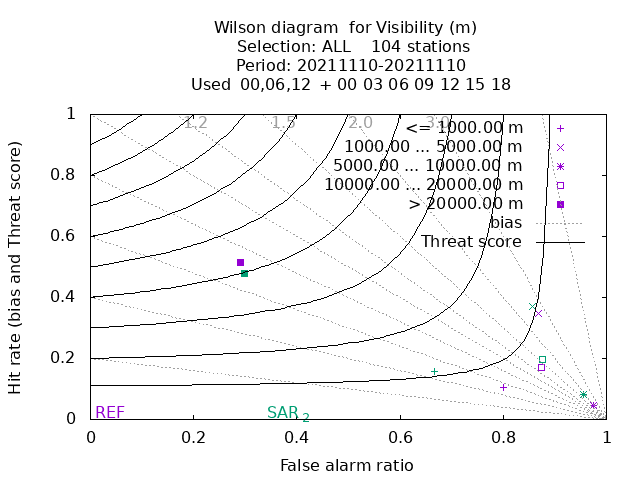 Wilson diagram  for Visibility (m)
Selection: ALL    104 stations
Period: 20211110-20211110
Used  00,06,12  + 00 03 06 09 12 15 18
Hit rate (bias and Threat score)
1
0.8
0.6
0.4
0.2
0
1.2
1.5
2.0
3.0
<= 1000.00 m
1000.00 ... 5000.00 m
5000.00 ... 10000.00 m
10000.00 ... 20000.00 m
> 20000.00 m
bias
Threat score
REF
SAR 2
0
0.2
0.4
0.6
0.8
1
False alarm ratio